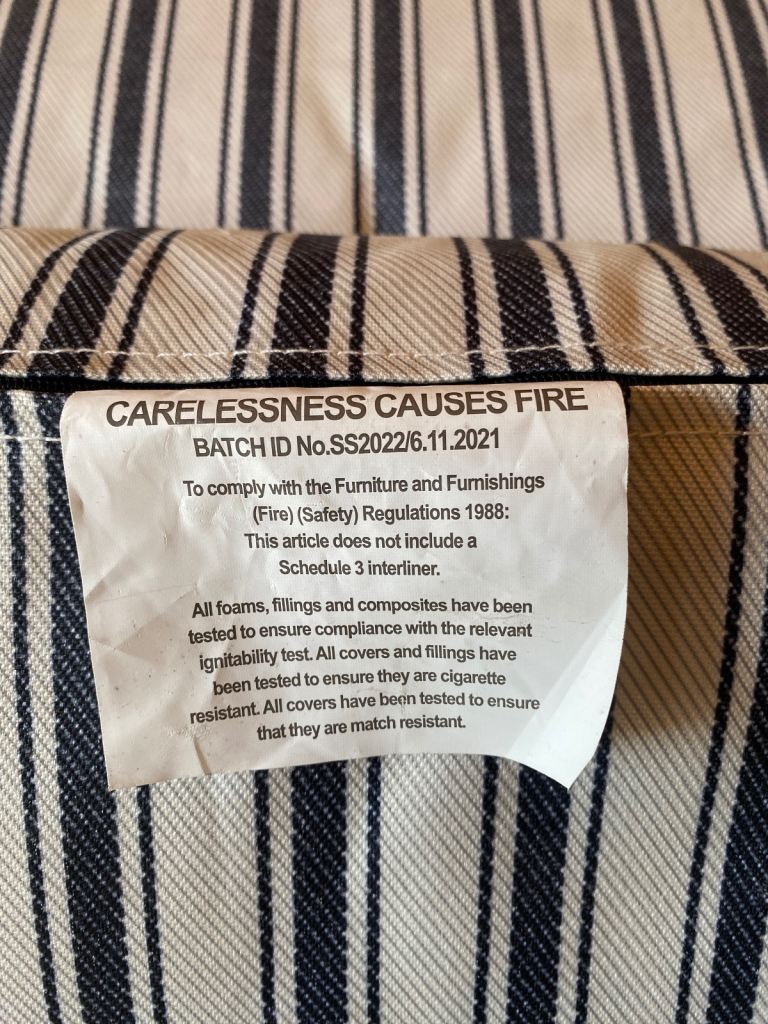 CARELESSNESS CAUSES FIRE
BATCH ID No.SS2022/6.11.2021
To comply with the Furniture and Furnishings
(Fire) (Safety) Regulations 1988:
This article does not include a
Schedule 3 interliner.
All foams, fillings and composites have been
tested to ensure compliance with the relevant
ignitability test. All covers and fillings have
been tested to ensure they are cigarette
resistant. All covers have been tested to ensure
that they are match resistant.